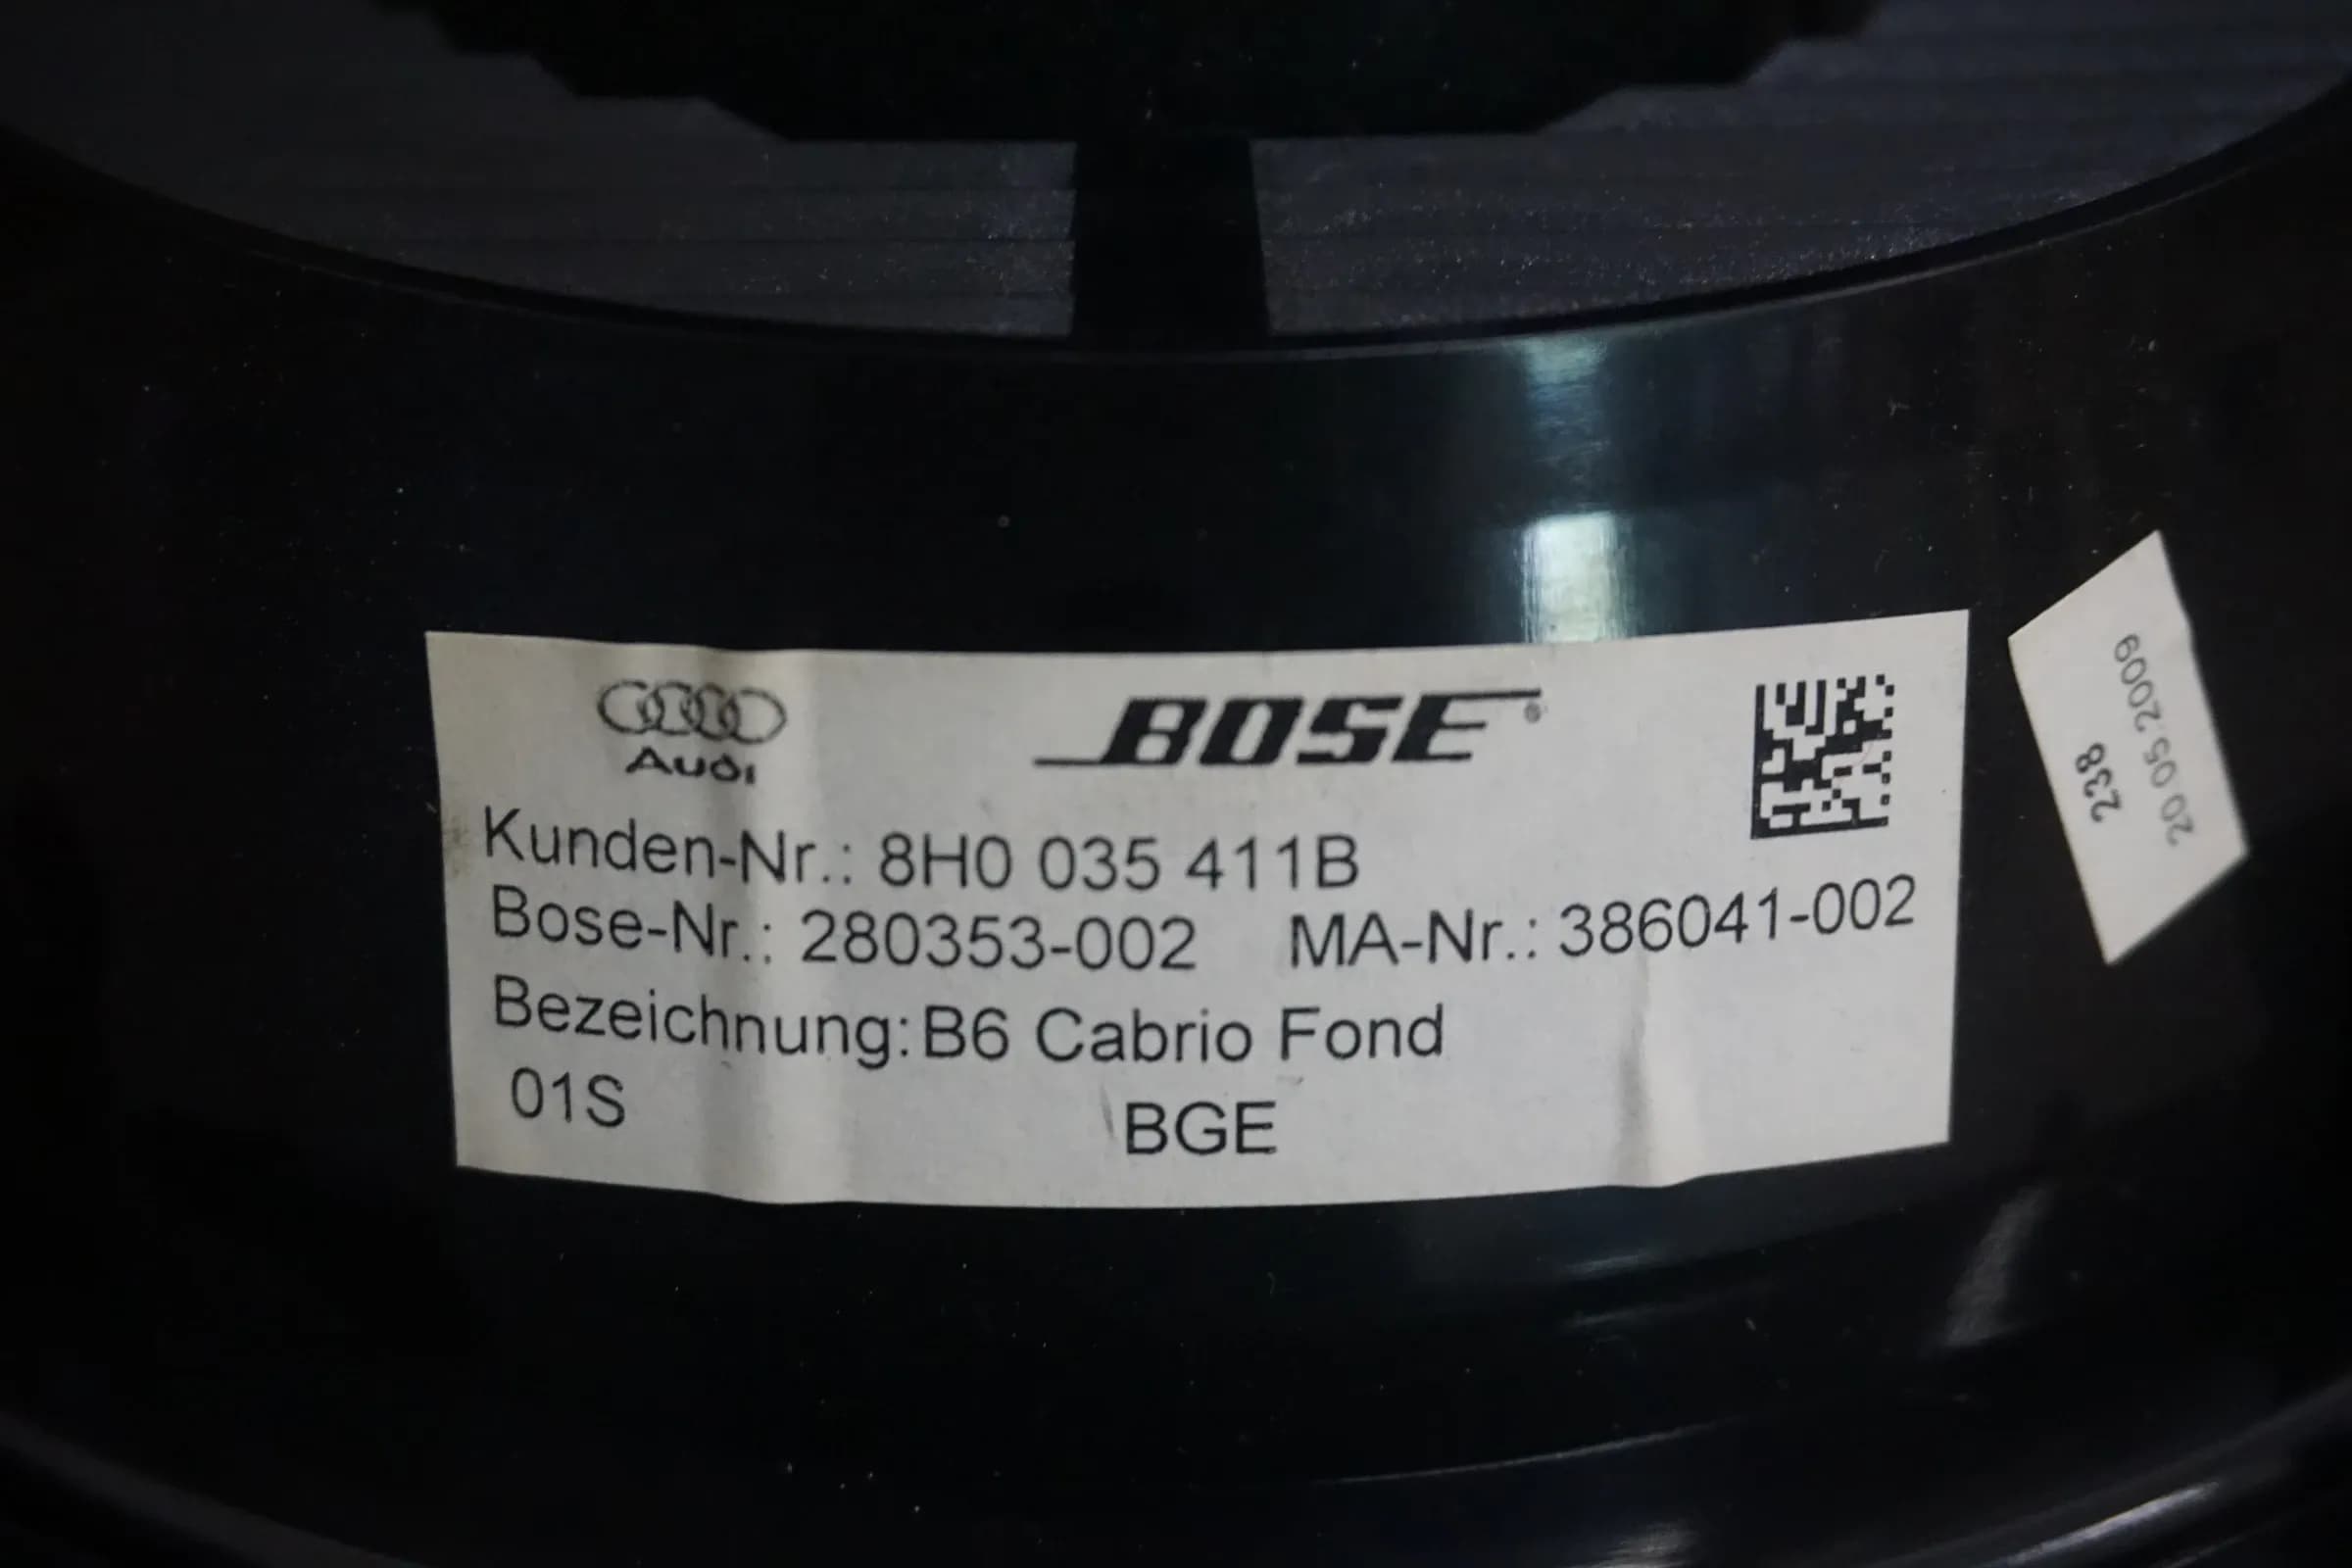 Audi
BOSE®
Kunden-Nr.: 8H0 035 411B
Bose-Nr.: 280353-002 MA-Nr.: 386041-002
Bezeichnung: B6 Cabrio Fond
01S BGE
238
20.05.2009